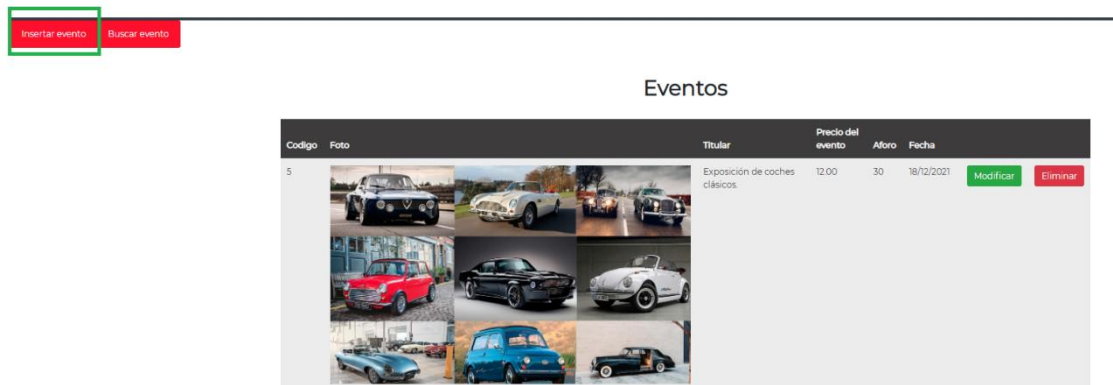 Insertar evento Buscar evento
Eventos
Codigo Foto Titular Precio del evento Aforo Fecha
5 Exposición de coches clásicos. 12.00 30 18/12/2021 Modificar Eliminar